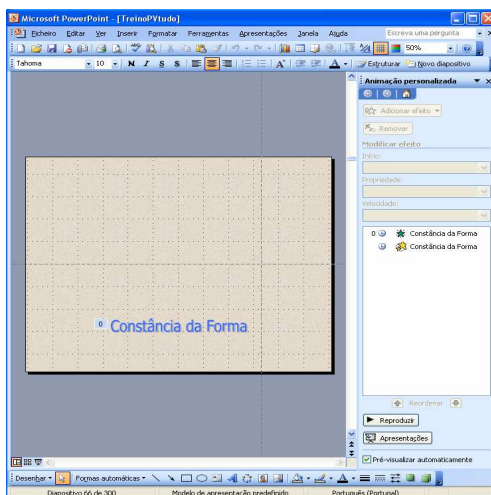 Microsoft PowerPoint - [TreinoPVtudo]
Ficheiro Editar Ver Inserir Formatar Ferramentas Apresentações Janela Ajuda Escreva uma pergunta
50%
Tahoma 10 N I S S Estruturar Novo diapositivo
Animação personalizada
Adicionar efeito
Remover
Modificar efeito
Início:
Propriedade:
Velocidade:
0 Constância da Forma
Constância da Forma
0 Constância da Forma
Reordenar
Reproduzir
Apresentações
Pré-visualizar automaticamente
Desenhar Formas automáticas
Diapositivo 66 de 300 Modelo de apresentação predefinido Português (Portugal)